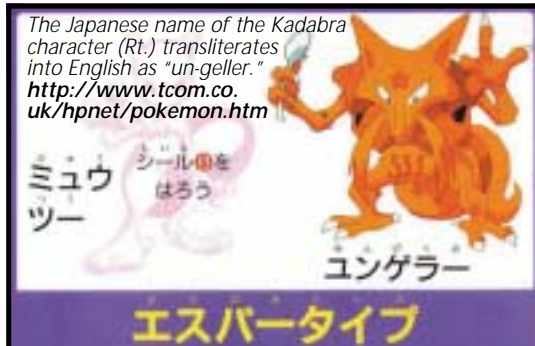 The Japanese name of the Kadabra
character (Rt.) transliterates
into English as "un-geller."
http://www.tcom.co.
uk/hpnet/pokemon.htm
ミュウ
ツー
シールを
はろう
ユンゲラー
エスパータイプ